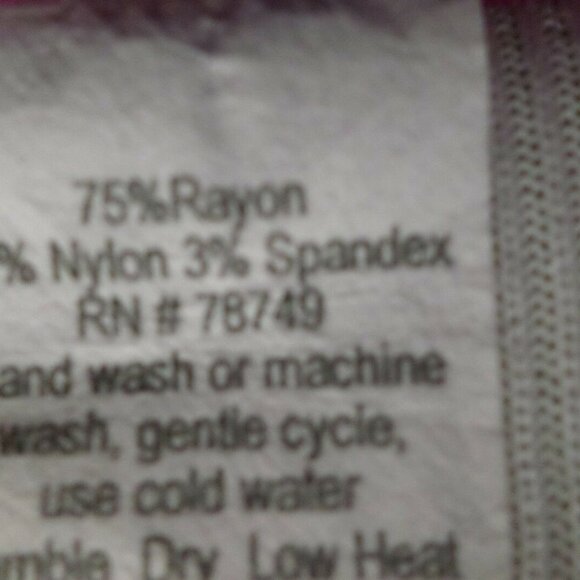 75%Rayon
% Nylon 3% Spandex
RN # 78749
and wash or machine
wash, gentle cycle,
use cold water
mble Dry Low Heat